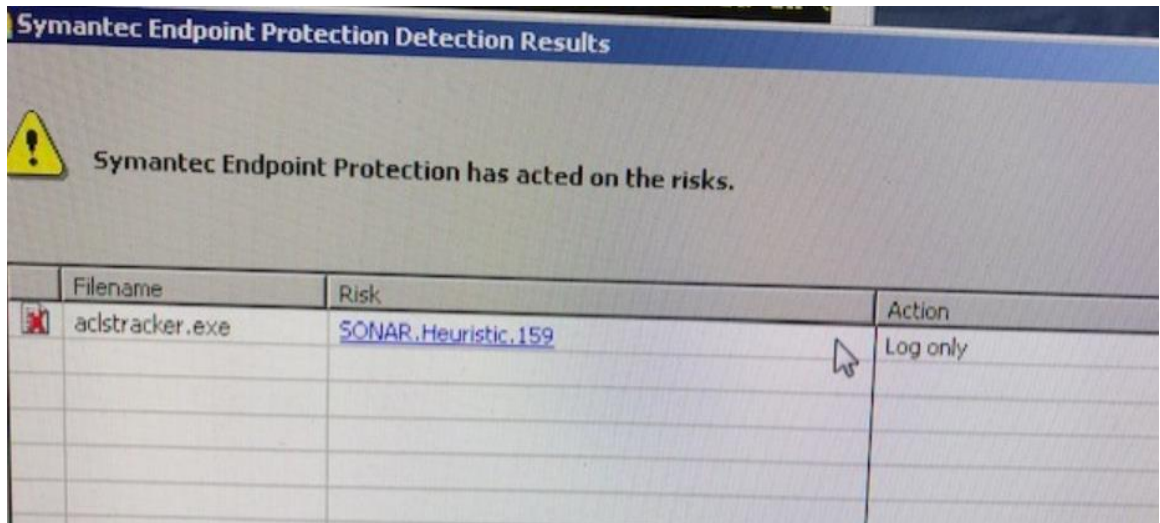 Symantec Endpoint Protection Detection Results
Symantec Endpoint Protection has acted on the risks.
Filename Risk Action
aclstracker.exe SONAR.Heuristic.159 Log only